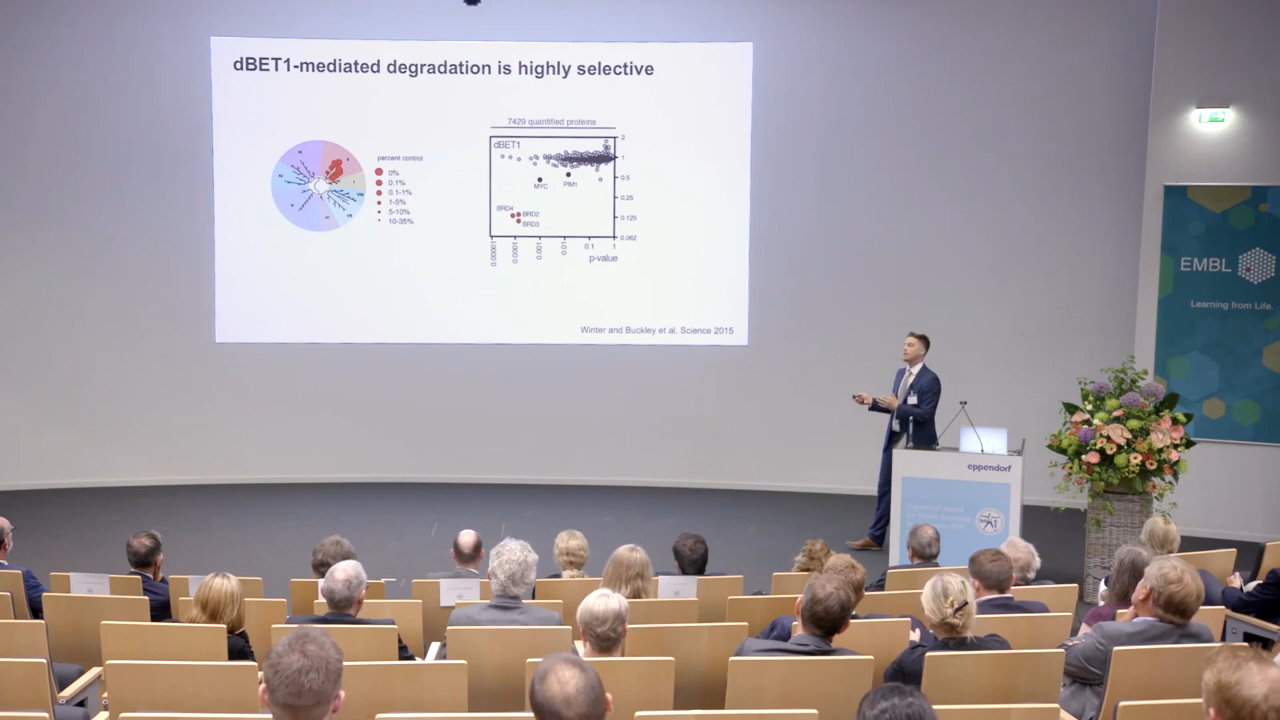 dBET1-mediated degradation is highly selective
7429 quantified proteins
percent control
0%
0.1%
0.1-1%
1-5%
5-10%
10-35%
dBET1
MYC
PIM1
BRD4
BRD2
BRD3
2
1
0.5
0.25
0.125
0.062
0.00001
0.0001
0.001
0.01
0.1
1
p-value
Winter and Buckley et al. Science 2015
EMBL
Learning from Life.
eppendorf